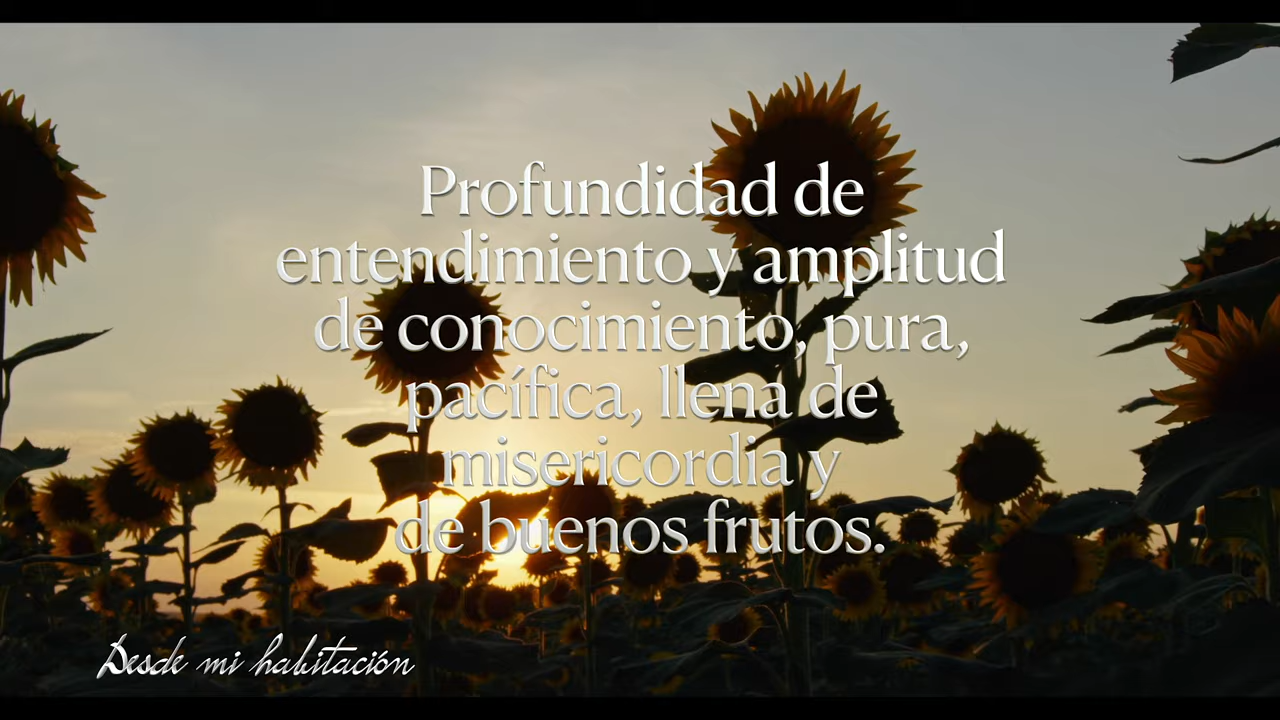 Profundidad de
entendimiento y amplitud
de conocimiento, pura,
pacífica, llena de
misericordia y
de buenos frutos.
Desde mi habitación